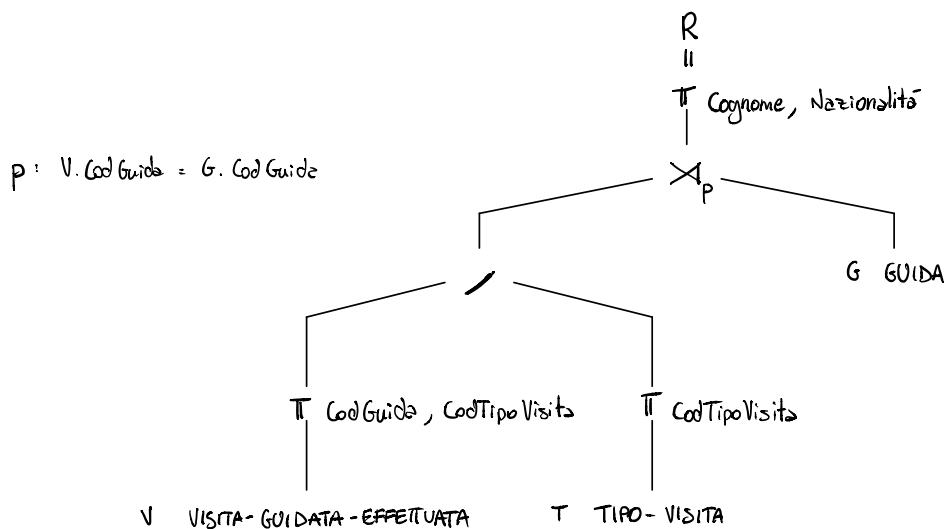 R
=
π Cognome, Nazionalità
p: V.CodGuida = G.CodGuida
⋈p
G GUIDA
/
π CodGuida, CodTipoVisita
π CodTipoVisita
V VISITA-GUIDATA-EFFETTUATA
T TIPO-VISITA